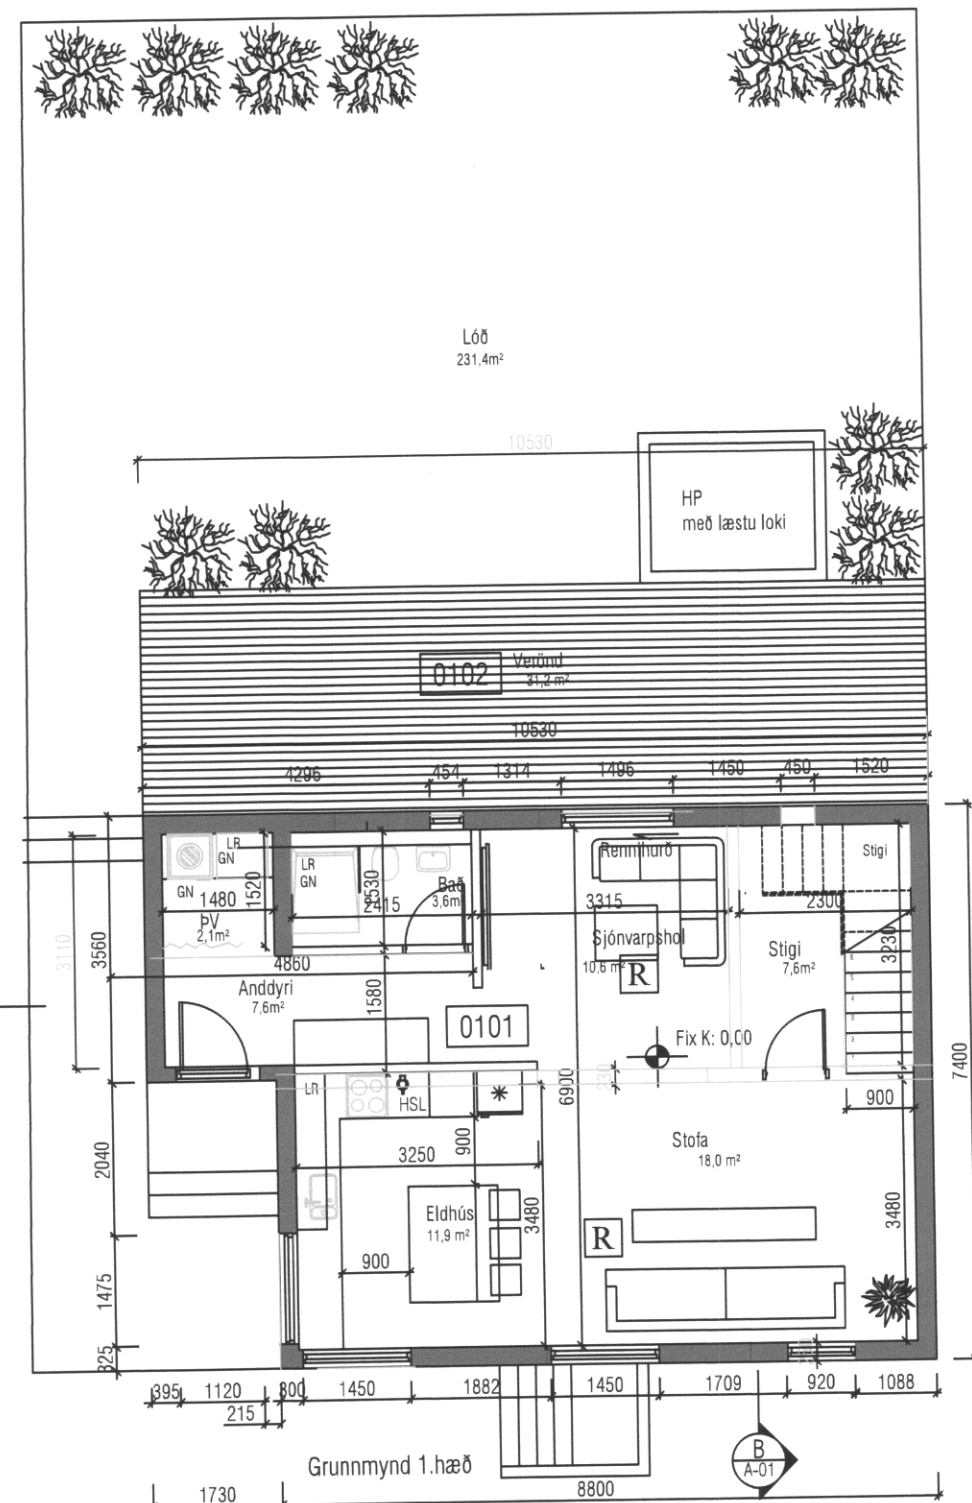 Lóð
231,4m²
10530
HP
með læstu loki
0102
Verönd
31,2 m²
10530
4296 454 1314 1496 1450 450 1520
LR
GN
GN
LR
GN
Rennihurð
Stigi
1480
1520
ÞV
2,1m²
Bað
3,6m²
2415
3315
2300
3230
3110
3560
4860
Sjónvarpshol
10,6 m²
R
Stigi
7,6m²
Anddyri
7,6m²
1580
0101
Fix K: 0,00
6900
7400
LR
HSL
900
900
3250
Stofa
18,0 m²
2040
Eldhús
11,9 m²
3480
3480
R
900
1475
325
395 1120 300 1450 1882 1450 1709 920 1088
215
Grunnmynd 1.hæð
B
A-01
1730
8800